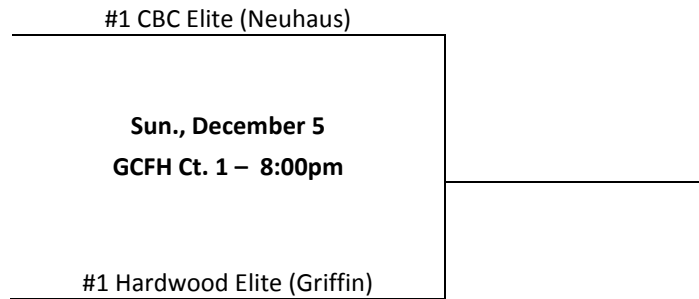 #1 CBC Elite (Neuhaus)
Sun., December 5
GCFH Ct. 1 – 8:00pm
#1 Hardwood Elite (Griffin)